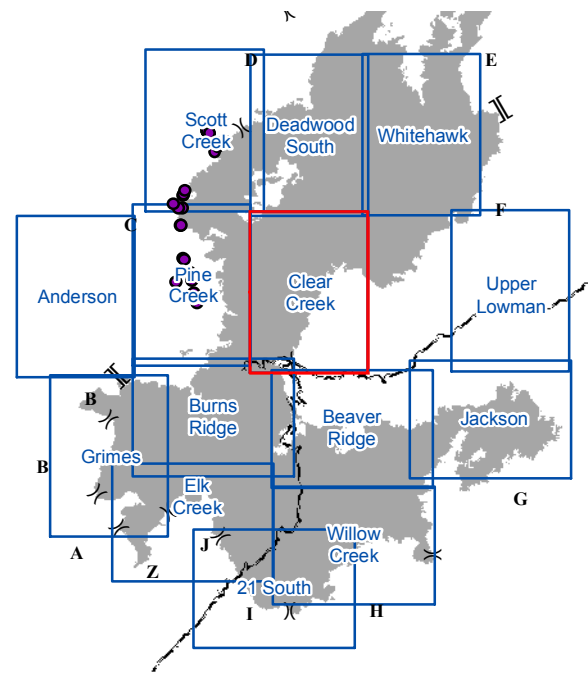 D
E
Scott
Creek
Deadwood
South
Whitehawk
C
F
Anderson
Pine
Creek
Clear
Creek
Upper
Lowman
B
Burns
Ridge
Beaver
Ridge
Jackson
B
Grimes
Elk
Creek
G
A
Z
J
Willow
Creek
21 South
I
H